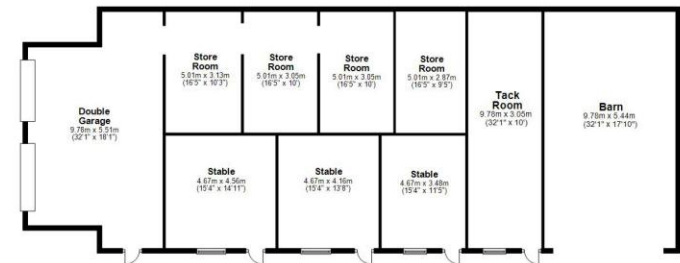 Double
Garage
9.78m x 5.51m
(32'1" x 18'1")
Store
Room
5.01m x 3.13m
(16'5" x 10'3")
Store
Room
5.01m x 3.05m
(16'5" x 10')
Store
Room
5.01m x 3.05m
(16'5" x 10')
Store
Room
5.01m x 2.87m
(16'5" x 9'5")
Tack
Room
9.78m x 3.05m
(32'1" x 10')
Barn
9.78m x 5.44m
(32'1" x 17'10")
Stable
4.67m x 4.56m
(15'4" x 14'11")
Stable
4.67m x 4.16m
(15'4" x 13'8")
Stable
4.67m x 3.48m
(15'4" x 11'5")